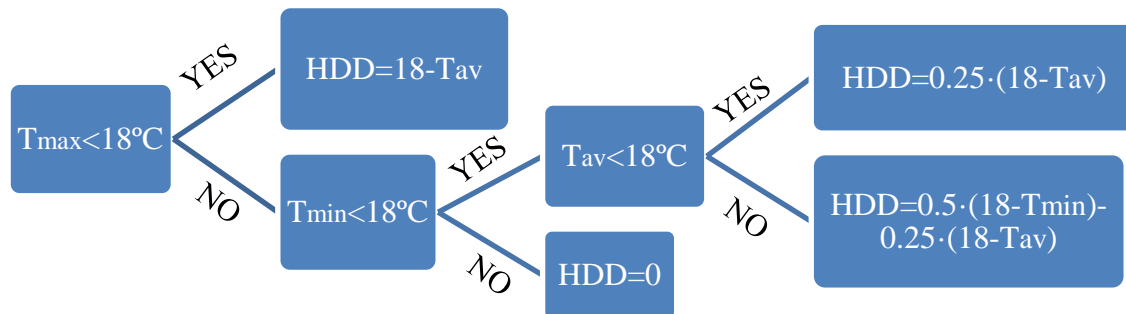 YES
HDD=18-Tav
Tmax<18ºC
NO
Tmin<18ºC
YES
Tav<18ºC
NO
HDD=0
YES
HDD=0.25·(18-Tav)
NO
HDD=0.5·(18-Tmin)-
0.25·(18-Tav)